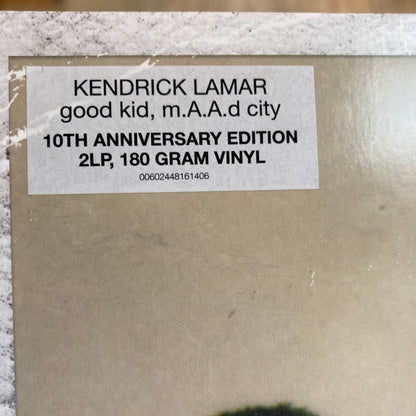 KENDRICK LAMAR
good kid, m.A.A.d city
10TH ANNIVERSARY EDITION
2LP, 180 GRAM VINYL
00602448161406